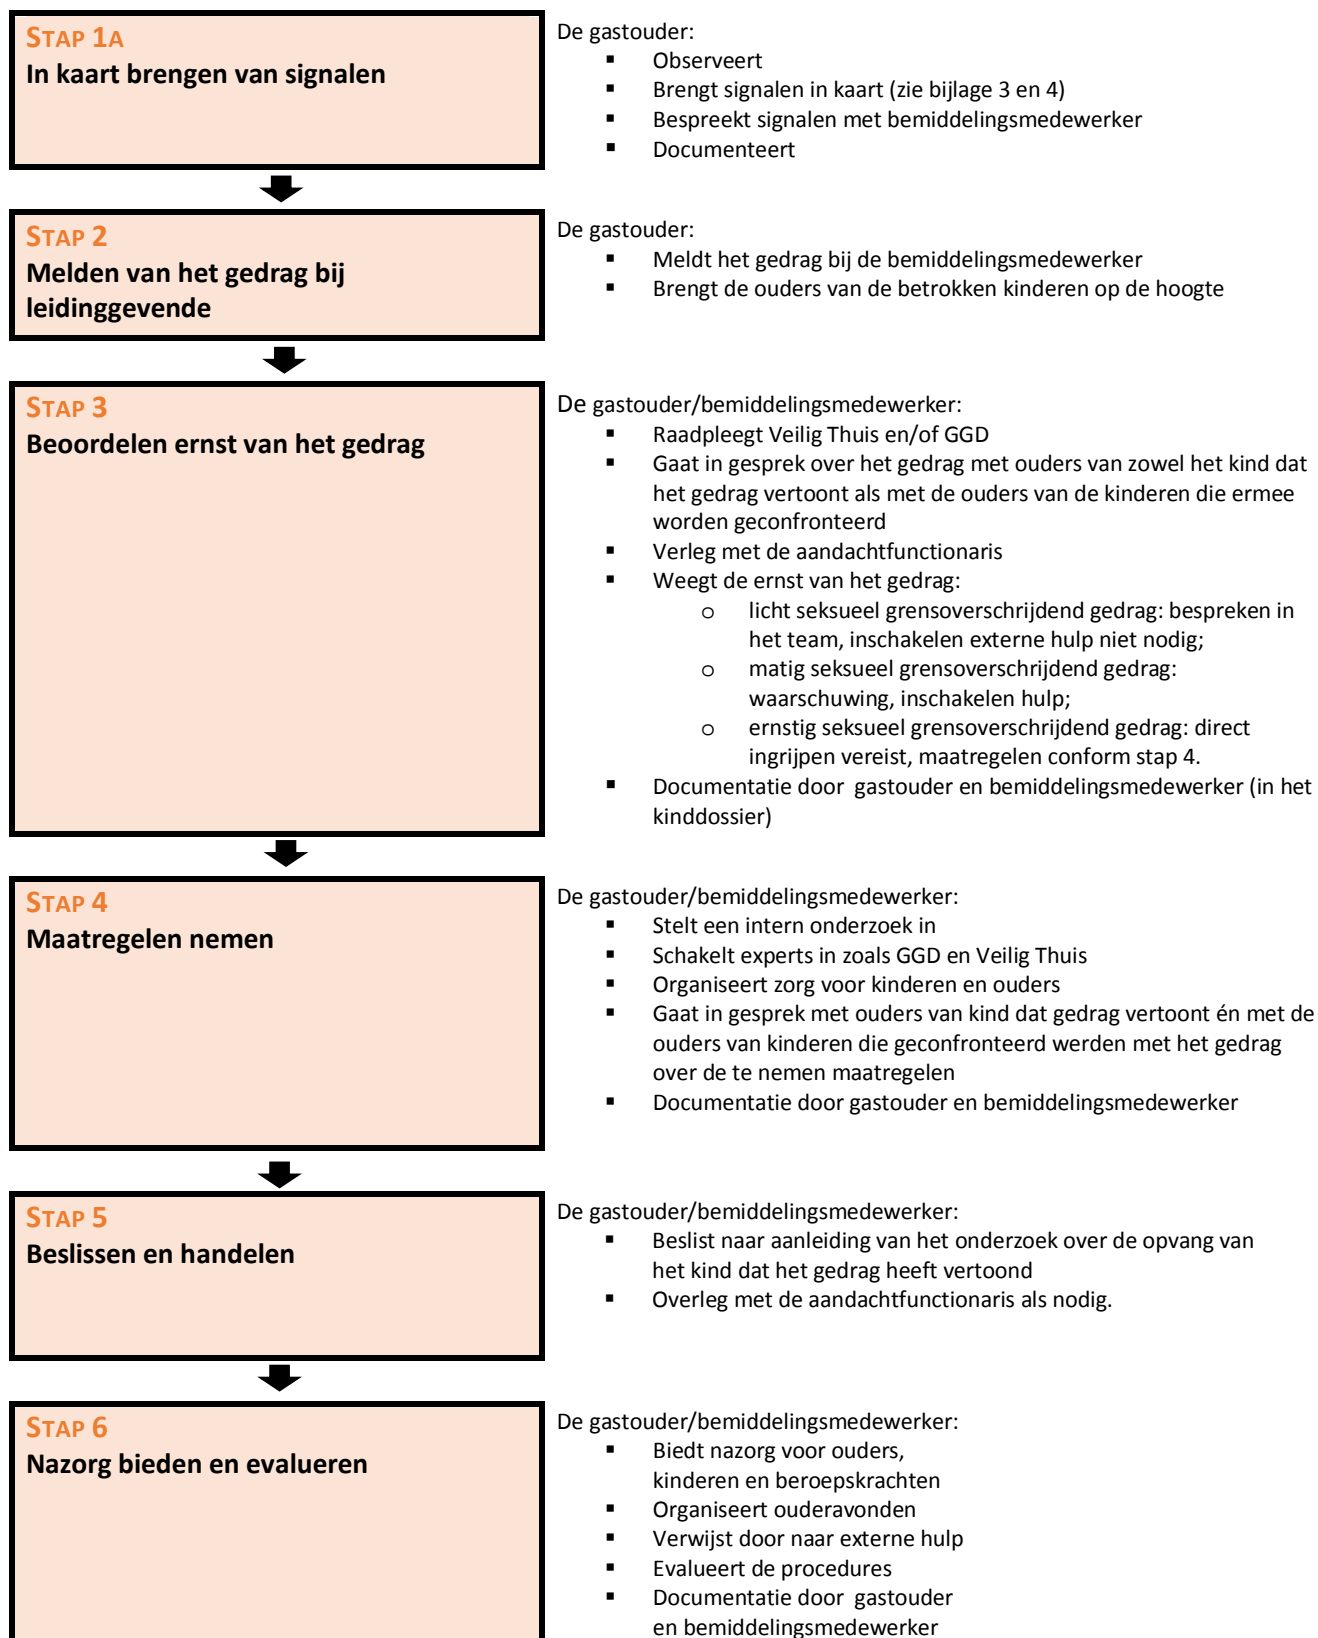 STAP 1A
In kaart brengen van signalen
De gastouder:
▪ Observeert
▪ Brengt signalen in kaart (zie bijlage 3 en 4)
▪ Bespreekt signalen met bemiddelingsmedewerker
▪ Documenteert
STAP 2
Melden van het gedrag bij
leidinggevende
De gastouder:
▪ Meldt het gedrag bij de bemiddelingsmedewerker
▪ Brengt de ouders van de betrokken kinderen op de hoogte
STAP 3
Beoordelen ernst van het gedrag
De gastouder/bemiddelingsmedewerker:
▪ Raadpleegt Veilig Thuis en/of GGD
▪ Gaat in gesprek over het gedrag met ouders van zowel het kind dat
het gedrag vertoont als met de ouders van de kinderen die ermee
worden geconfronteerd
▪ Verleg met de aandachtfunctionaris
▪ Weegt de ernst van het gedrag:
o licht seksueel grensoverschrijdend gedrag: bespreken in
het team, inschakelen externe hulp niet nodig;
o matig seksueel grensoverschrijdend gedrag:
waarschuwing, inschakelen hulp;
o ernstig seksueel grensoverschrijdend gedrag: direct
ingrijpen vereist, maatregelen conform stap 4.
▪ Documentatie door gastouder en bemiddelingsmedewerker (in het
kinddossier)
STAP 4
Maatregelen nemen
De gastouder/bemiddelingsmedewerker:
▪ Stelt een intern onderzoek in
▪ Schakelt experts in zoals GGD en Veilig Thuis
▪ Organiseert zorg voor kinderen en ouders
▪ Gaat in gesprek met ouders van kind dat gedrag vertoont én met de
ouders van kinderen die geconfronteerd werden met het gedrag
over de te nemen maatregelen
▪ Documentatie door gastouder en bemiddelingsmedewerker
STAP 5
Beslissen en handelen
De gastouder/bemiddelingsmedewerker:
▪ Beslist naar aanleiding van het onderzoek over de opvang van
het kind dat het gedrag heeft vertoond
▪ Overleg met de aandachtfunctionaris als nodig.
STAP 6
Nazorg bieden en evalueren
De gastouder/bemiddelingsmedewerker:
▪ Biedt nazorg voor ouders,
kinderen en beroepskrachten
▪ Organiseert ouderavonden
▪ Verwijst door naar externe hulp
▪ Evalueert de procedures
▪ Documentatie door gastouder
en bemiddelingsmedewerker